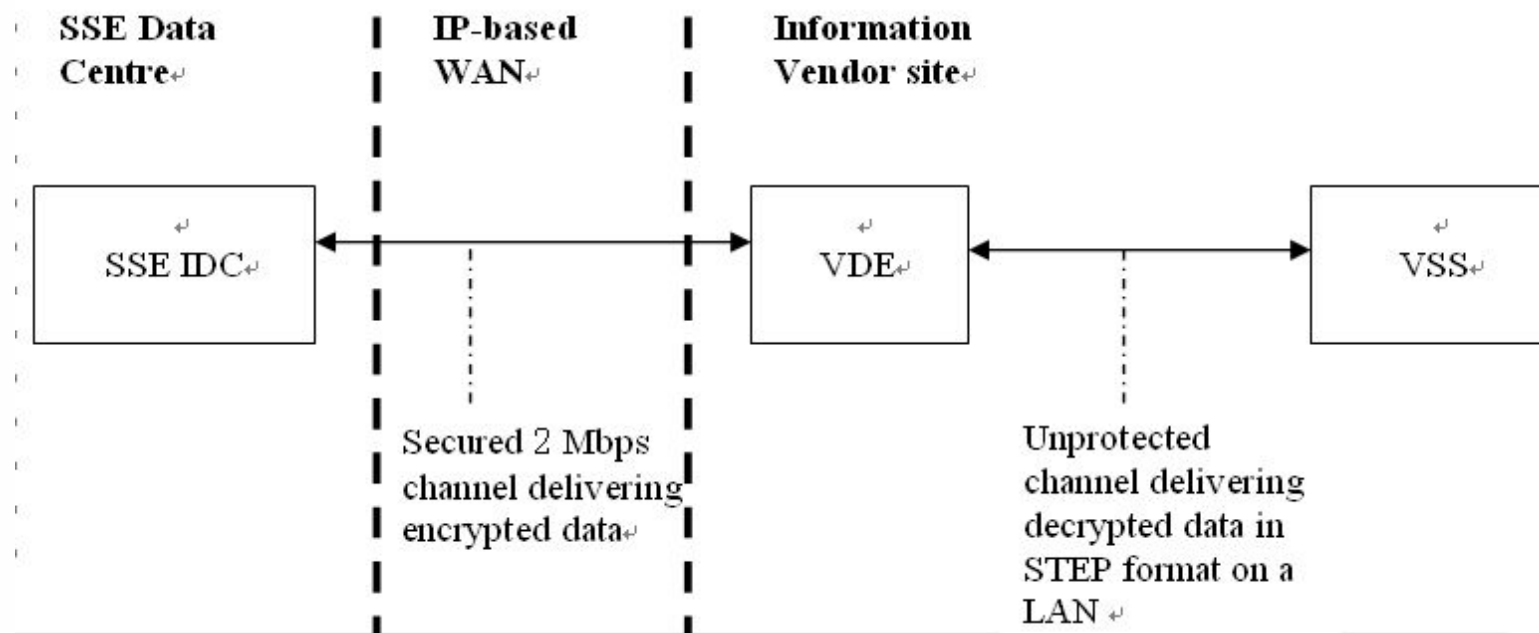 SSE Data
Centre↵
IP-based
WAN↵
Information
Vendor site↵
↵
SSE IDC↵
↵
VDE↵
↵
VSS↵
Secured 2 Mbps
channel delivering
encrypted data↵
Unprotected
channel delivering
decrypted data in
STEP format on a
LAN ↵